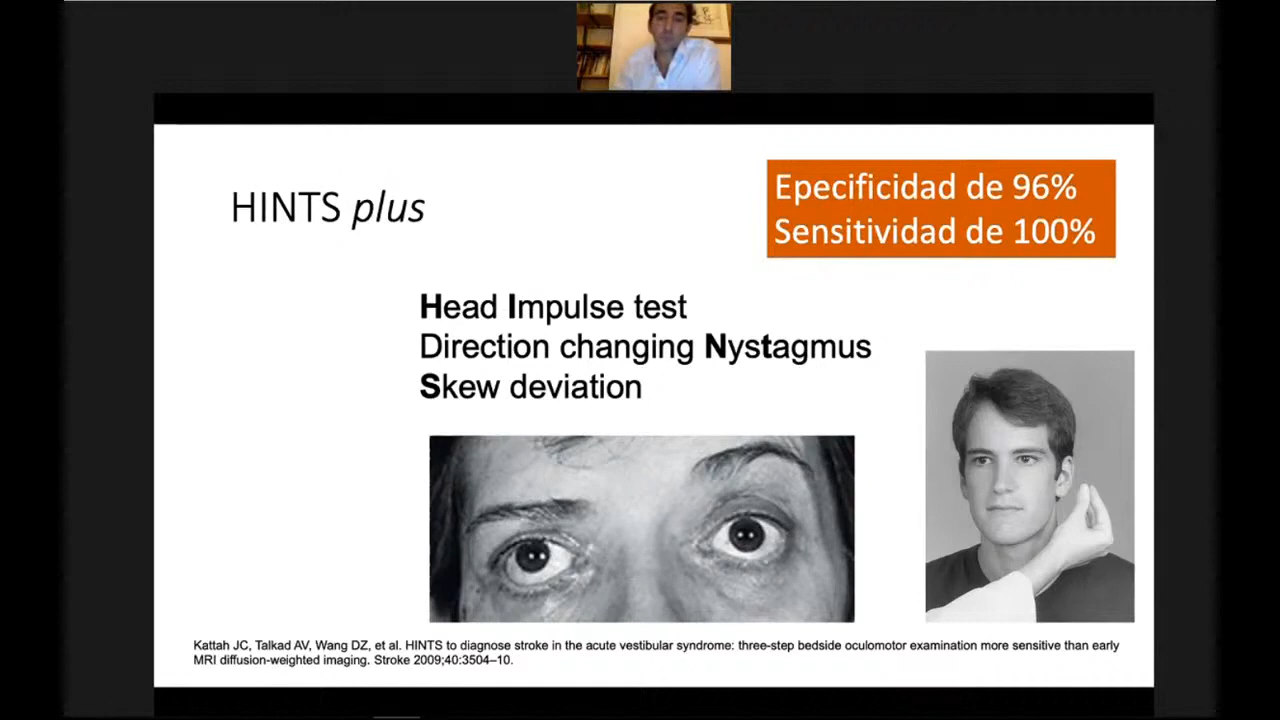 HINTS plus
Epecificidad de 96%
Sensitividad de 100%
Head Impulse test
Direction changing Nystagmus
Skew deviation
Kattah JC, Talkad AV, Wang DZ, et al. HINTS to diagnose stroke in the acute vestibular syndrome: three-step bedside oculomotor examination more sensitive than early
MRI diffusion-weighted imaging. Stroke 2009;40:3504–10.